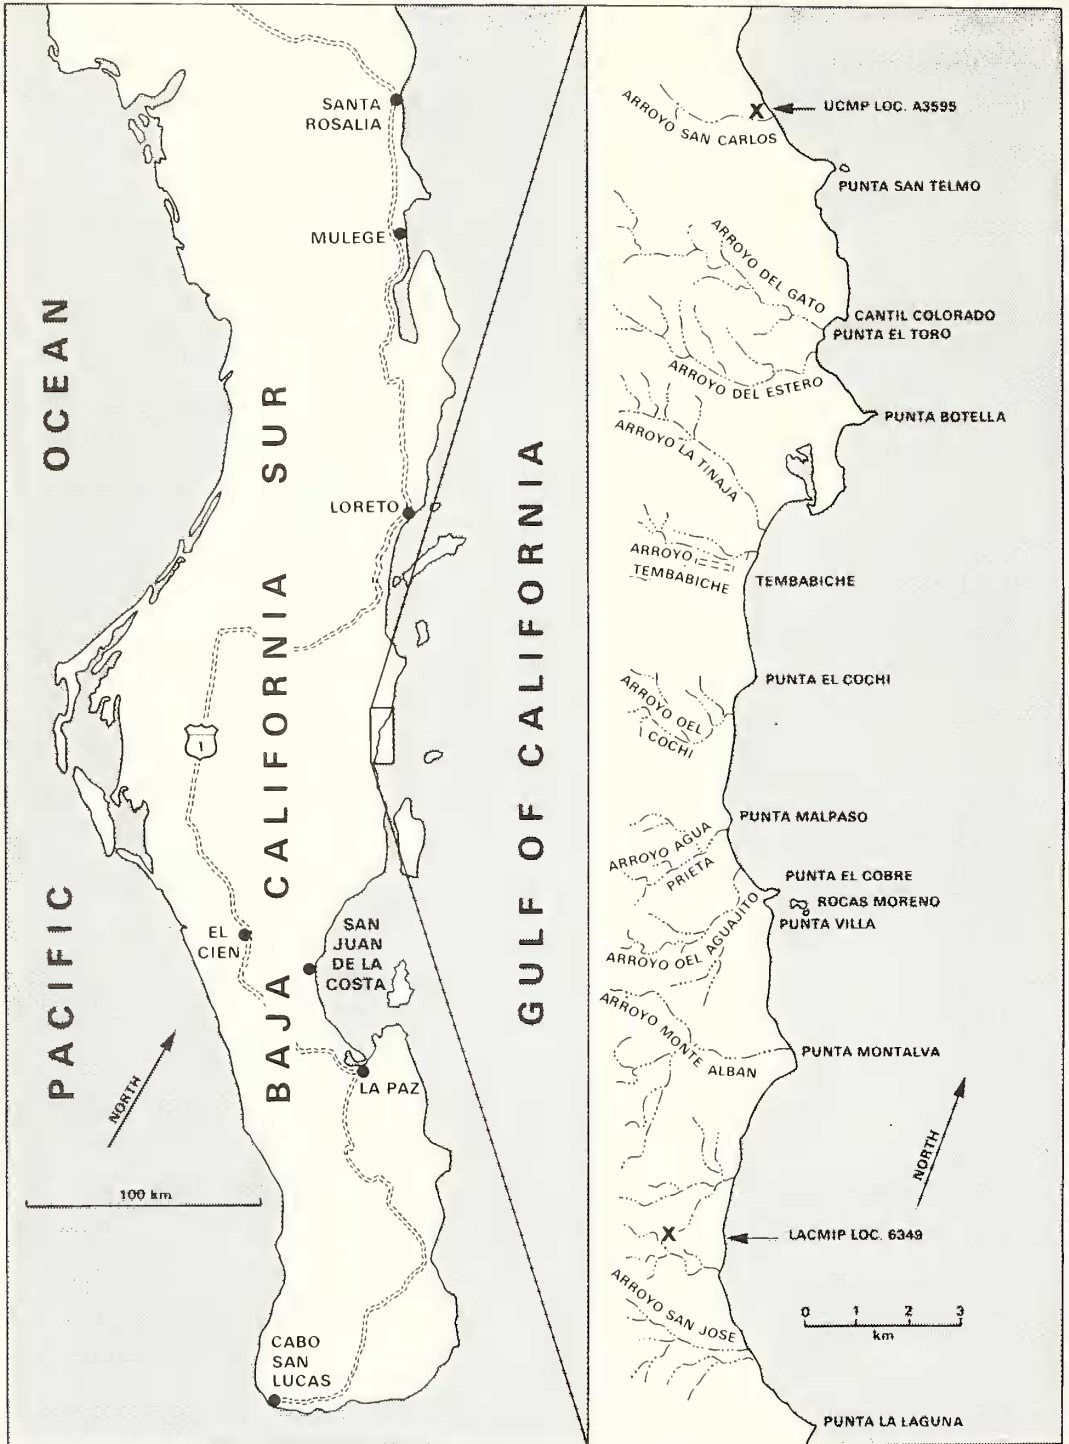 SANTA
ROSALIA
MULEGE
LORETO
PACIFIC OCEAN
BAJA CALIFORNIA SUR
GULF OF CALIFORNIA
1
EL
CIEN
SAN
JUAN
DE LA
COSTA
LA PAZ
NORTH
100 km
CABO
SAN
LUCAS
UCMP LOC. A3595
ARROYO SAN CARLOS
PUNTA SAN TELMO
ARROYO DEL GATO
CANTIL COLORADO
PUNTA EL TORO
ARROYO DEL ESTERO
PUNTA BOTELLA
ARROYO LA TINAJA
ARROYO
TEMBABICHE
TEMBABICHE
PUNTA EL COCHI
ARROYO DEL
COCHI
PUNTA MALPASO
ARROYO AGUA
PRIETA
PUNTA EL COBRE
ROCAS MORENO
PUNTA VILLA
ARROYO DEL AGUAJITO
ARROYO MONTE
ALBAN
PUNTA MONTALVA
NORTH
X
X
LACMIP LOC. 6349
ARROYO SAN JOSE
0 1 2 3
km
PUNTA LA LAGUNA